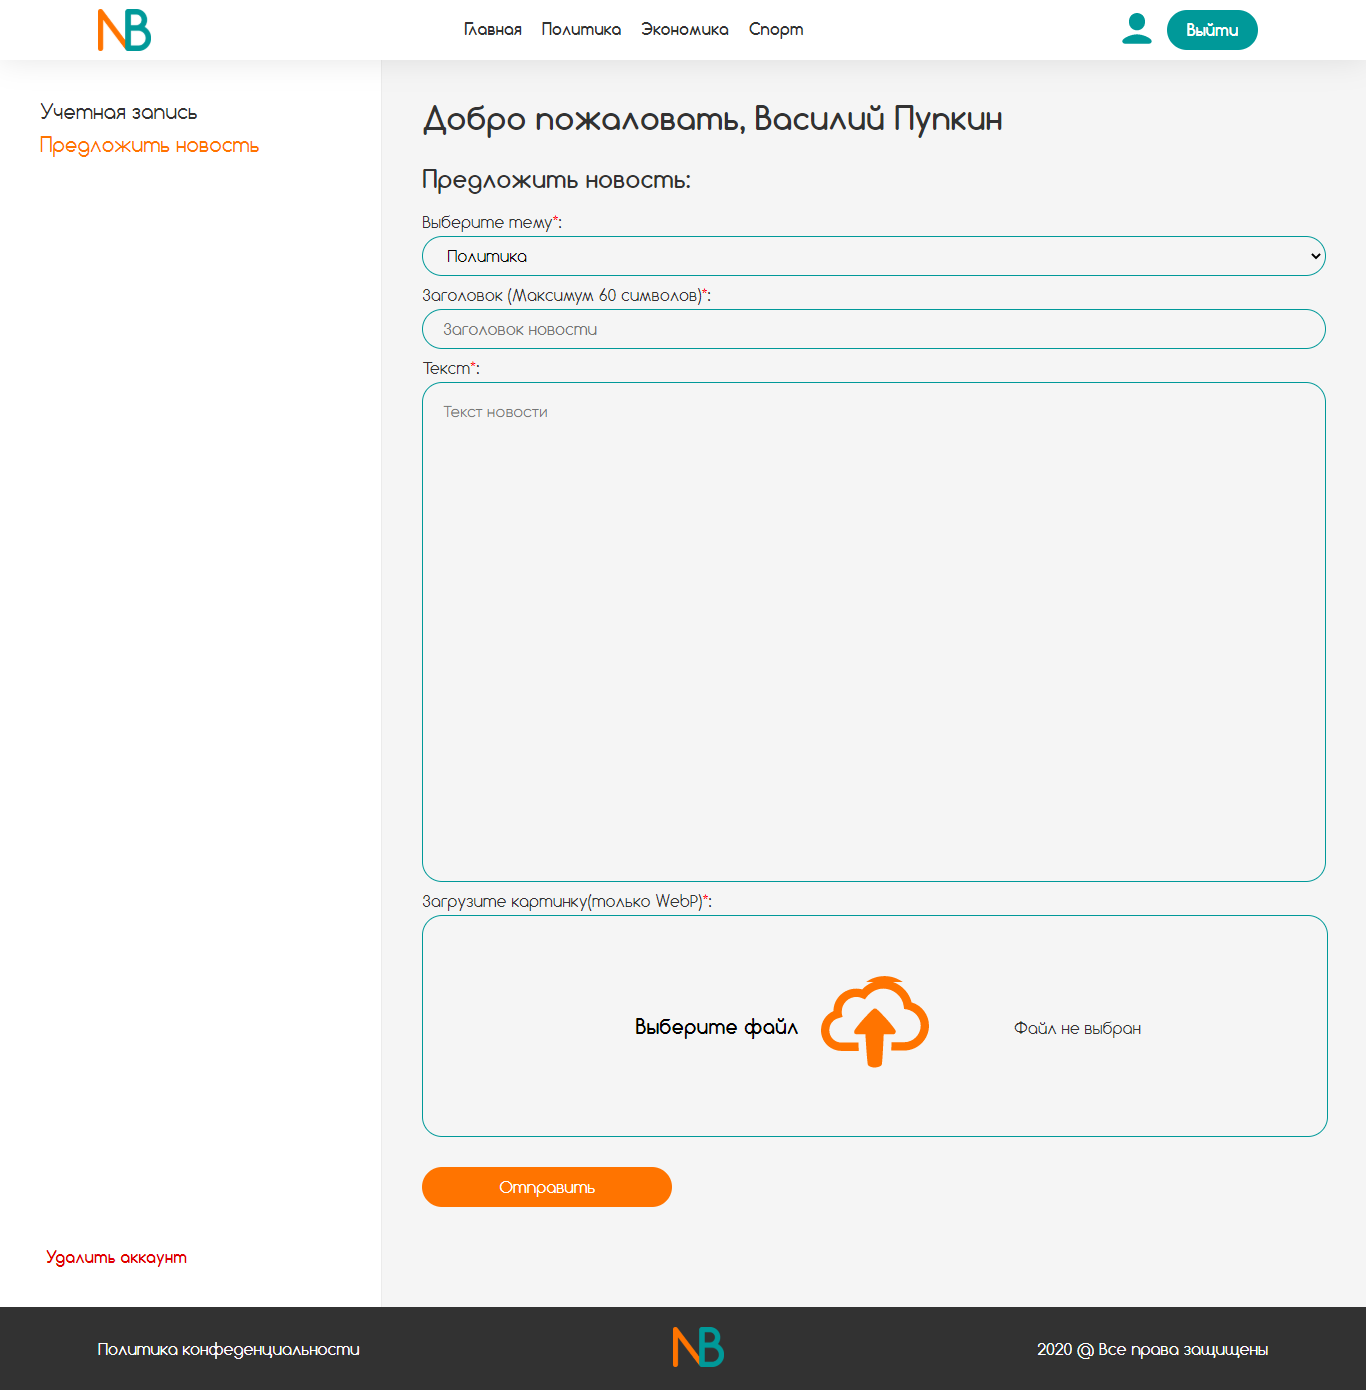 NB
Главная Политика Экономика Спорт
Выйти
Учетная запись
Предложить новость
Добро пожаловать, Василий Пупкин
Предложить новость:
Выберите тему*:
Политика
Заголовок (Максимум 60 символов)*:
Заголовок новости
Текст*:
Текст новости
Загрузите картинку(только WebP)*:
Выберите файл
Файл не выбран
Отправить
Удалить аккаунт
Политика конфеденциальности
NB
2020 @ Все права защищены